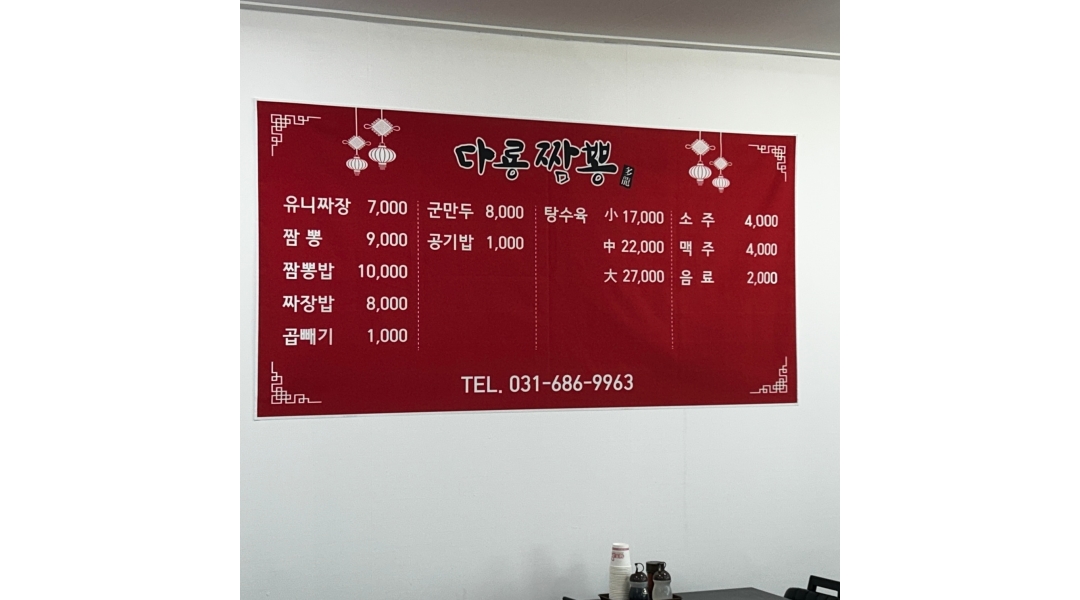 다룡짬뽕
유니짜장 7,000
짬 뽕 9,000
짬뽕밥 10,000
짜장밥 8,000
곱빼기 1,000
군만두 8,000
공기밥 1,000
탕수육 小 17,000
中 22,000
大 27,000
소 주 4,000
맥 주 4,000
음 료 2,000
TEL. 031-686-9963